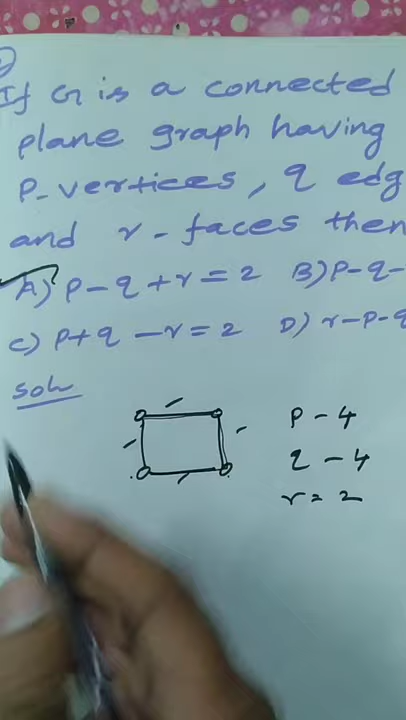 If G is a connected
plane graph having
P-vertices, q edg
and r-faces then
A) p-q+r=2 B) p-q-
C) p+q-r=2 D) r-p-q
Soln
p-4
q-4
r=2